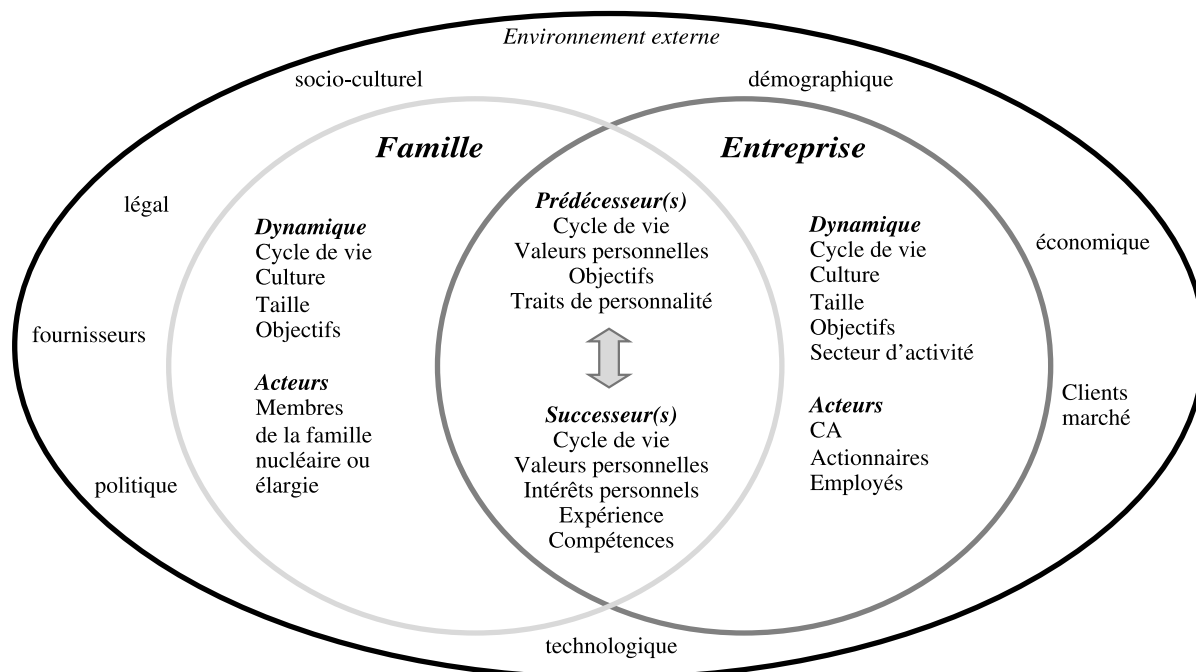 Environnement externe
socio-culturel
démographique
Famille
Entreprise
légal
fournisseurs
politique
Dynamique
Cycle de vie
Culture
Taille
Objectifs
Acteurs
Membres
de la famille
nucléaire ou
élargie
Prédécesseur(s)
Cycle de vie
Valeurs personnelles
Objectifs
Traits de personnalité
Successeur(s)
Cycle de vie
Valeurs personnelles
Intérêts personnels
Expérience
Compétences
Dynamique
Cycle de vie
Culture
Taille
Objectifs
Secteur d’activité
Acteurs
CA
Actionnaires
Employés
économique
Clients
marché
technologique